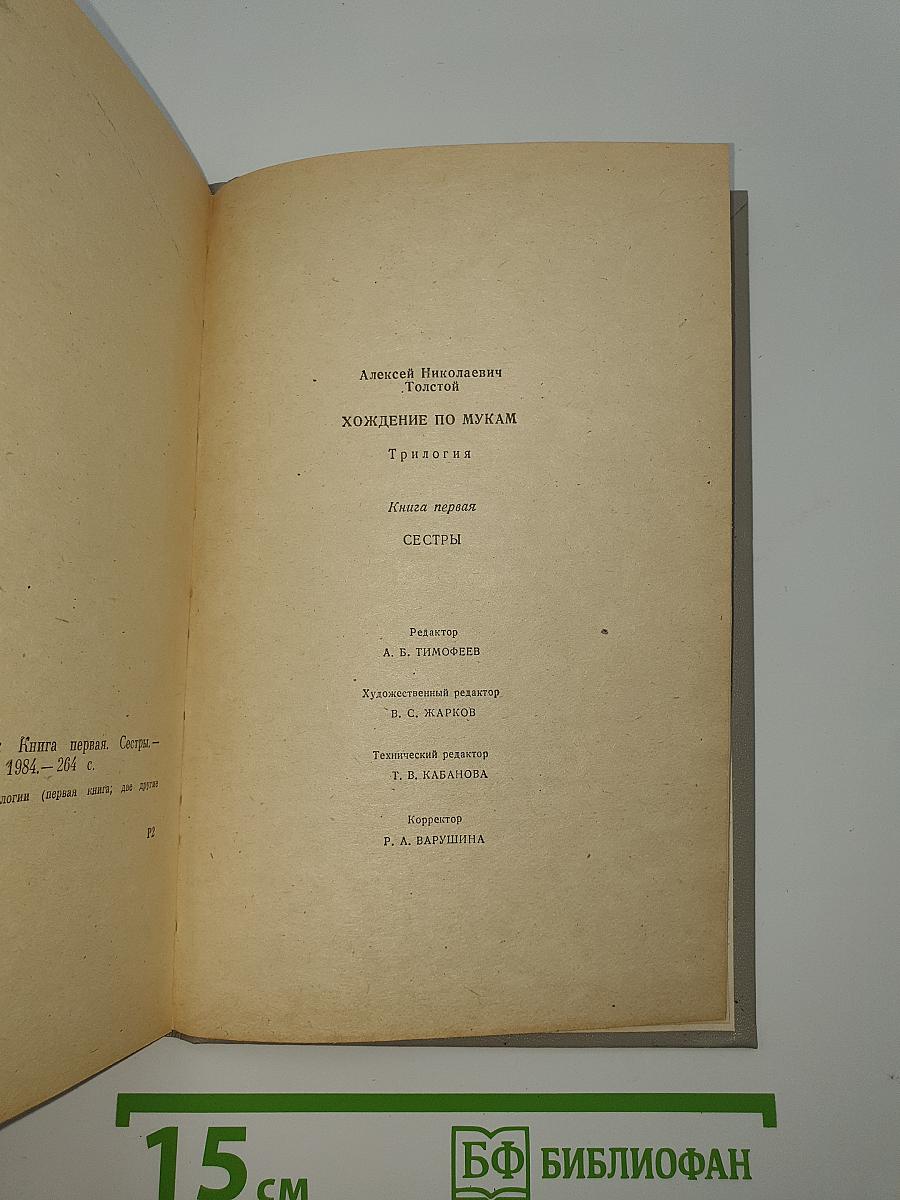 Книга первая. Сестры.—
1984.— 264 с.
логии (первая книга; две другие
Р2
Алексей Николаевич
Толстой
ХОЖДЕНИЕ ПО МУКАМ
Трилогия
Книга первая
СЕСТРЫ
Редактор
А. Б. ТИМОФЕЕВ
Художественный редактор
В. С. ЖАРКОВ
Технический редактор
Т. В. КАБАНОВА
Корректор
Р. А. ВАРУШИНА
15 см
БФ БИБЛИОФАН